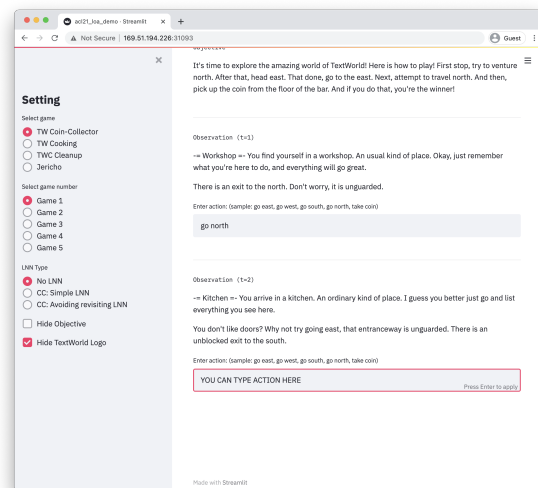 acl21_loa_demo · Streamlit
×
+
Not Secure | 169.51.194.226:31093
Guest
×
Setting
Select game
TW Coin-Collector
TW Cooking
TWC Cleanup
Jericho
Select game number
Game 1
Game 2
Game 3
Game 4
Game 5
LNN Type
No LNN
CC: Simple LNN
CC: Avoiding revisiting LNN
Hide Objective
Hide TextWorld Logo
Objective
It's time to explore the amazing world of TextWorld! Here is how to play! First stop, try to venture
north. After that, head east. That done, go to the east. Next, attempt to travel north. And then,
pick up the coin from the floor of the bar. And if you do that, you're the winner!
Observation (t=1)
-= Workshop =- You find yourself in a workshop. An usual kind of place. Okay, just remember
what you're here to do, and everything will go great.
There is an exit to the north. Don't worry, it is unguarded.
Enter action: (sample: go east, go west, go south, go north, take coin)
go north
Observation (t=2)
-= Kitchen =- You arrive in a kitchen. An ordinary kind of place. I guess you better just go and list
everything you see here.
You don't like doors? Why not try going east, that entranceway is unguarded. There is an
unblocked exit to the south.
Enter action: (sample: go east, go west, go south, go north, take coin)
YOU CAN TYPE ACTION HERE
Press Enter to apply
Made with Streamlit